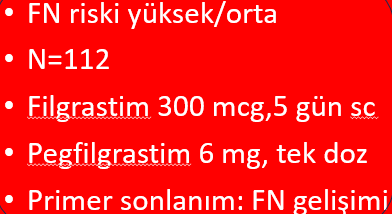 • FN riski yüksek/orta
• N=112
• Filgrastim 300 mcg,5 gün sc
• Pegfilgrastim 6 mg, tek doz
• Primer sonlanım: FN gelişimi